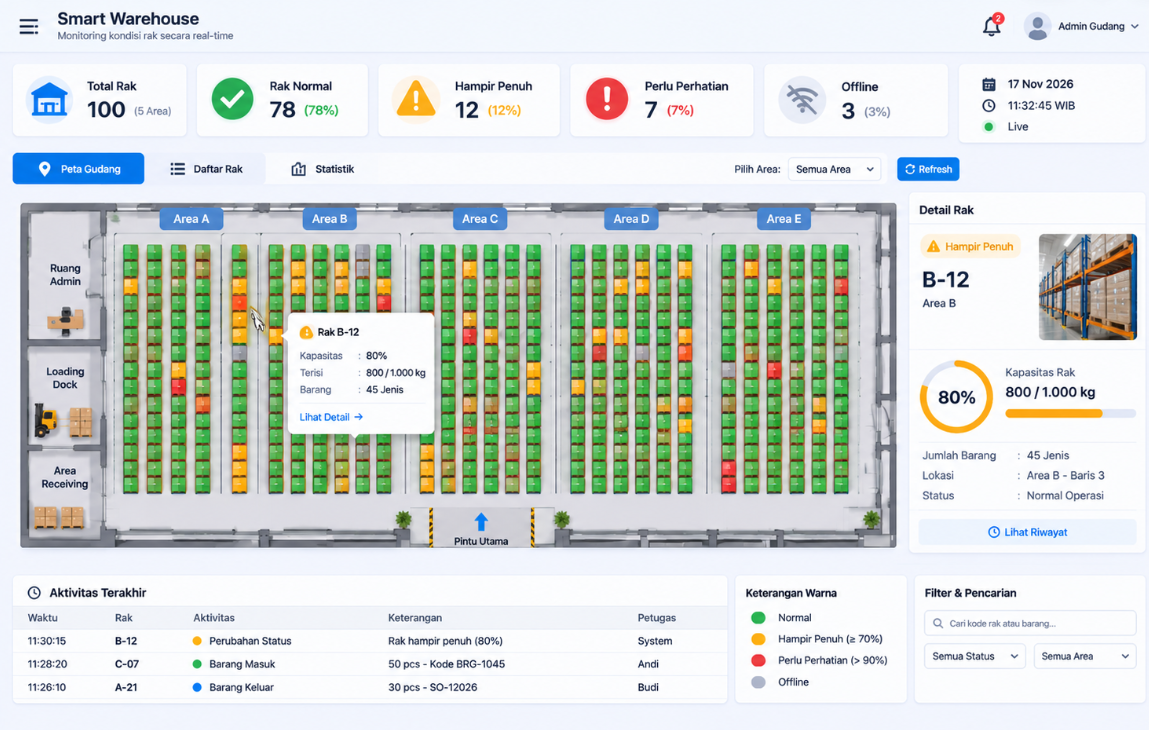 Smart Warehouse
Monitoring kondisi rak secara real-time
2
Admin Gudang
Total Rak
100 (5 Area)
Rak Normal
78 (78%)
Hampir Penuh
12 (12%)
Perlu Perhatian
7 (7%)
Offline
3 (3%)
17 Nov 2026
11:32:45 WIB
Live
Peta Gudang
Daftar Rak
Statistik
Pilih Area:
Semua Area
Refresh
Area A
Area B
Area C
Area D
Area E
Ruang
Admin
Loading
Dock
Area
Receiving
Rak B-12
Kapasitas : 80%
Terisi : 800 / 1.000 kg
Barang : 45 Jenis
Lihat Detail →
Pintu Utama
Detail Rak
Hampir Penuh
B-12
Area B
80%
Kapasitas Rak
800 / 1.000 kg
Jumlah Barang : 45 Jenis
Lokasi : Area B - Baris 3
Status : Normal Operasi
Lihat Riwayat
Aktivitas Terakhir
Waktu Rak Aktivitas Keterangan Petugas
11:30:15 B-12 Perubahan Status Rak hampir penuh (80%) System
11:28:20 C-07 Barang Masuk 50 pcs - Kode BRG-1045 Andi
11:26:10 A-21 Barang Keluar 30 pcs - SO-12026 Budi
Keterangan Warna
Normal
Hampir Penuh (≥ 70%)
Perlu Perhatian (> 90%)
Offline
Filter & Pencarian
Cari kode rak atau barang...
Semua Status
Semua Area